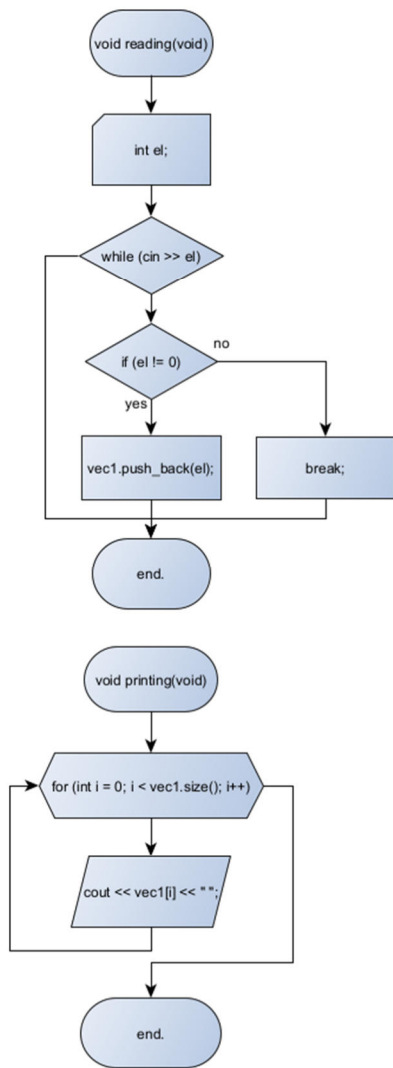 void reading(void)
int el;
while (cin >> el)
if (el != 0)
no
yes
vec1.push_back(el);
break;
end.
void printing(void)
for (int i = 0; i < vec1.size(); i++)
cout << vec1[i] << " ";
end.